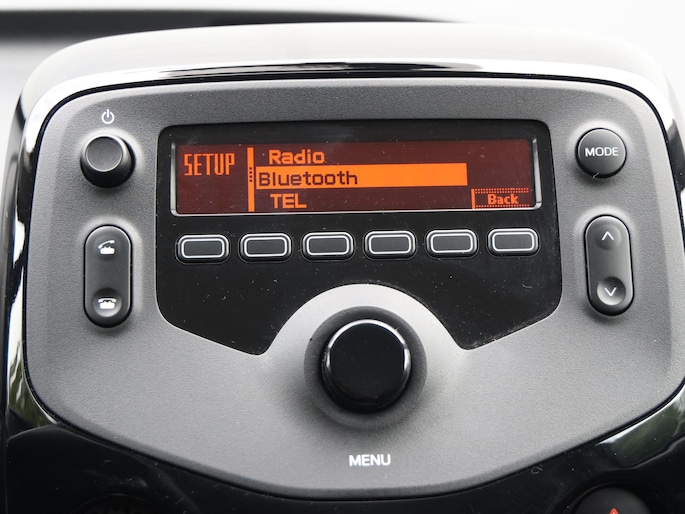 SETUP
Radio
Bluetooth
TEL
Back
MODE
MENU